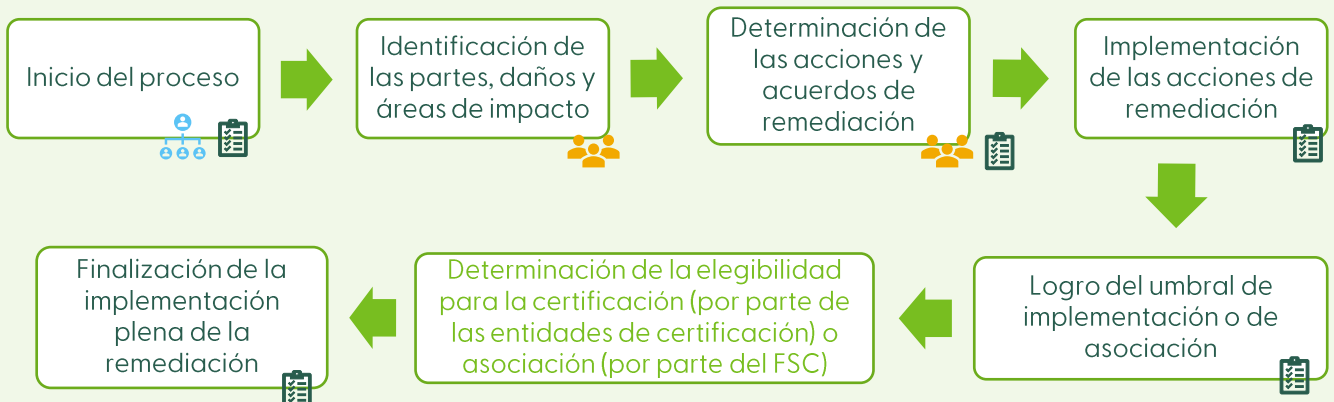 Inicio del proceso
Identificación de
las partes, daños y
áreas de impacto
Determinación de
las acciones y
acuerdos de
remediación
Implementación
de las acciones de
remediación
Logro del umbral de
implementación o de
asociación
Determinación de la elegibilidad
para la certificación (por parte de
las entidades de certificación) o
asociación (por parte del FSC)
Finalización de la
implementación
plena de la
remediación